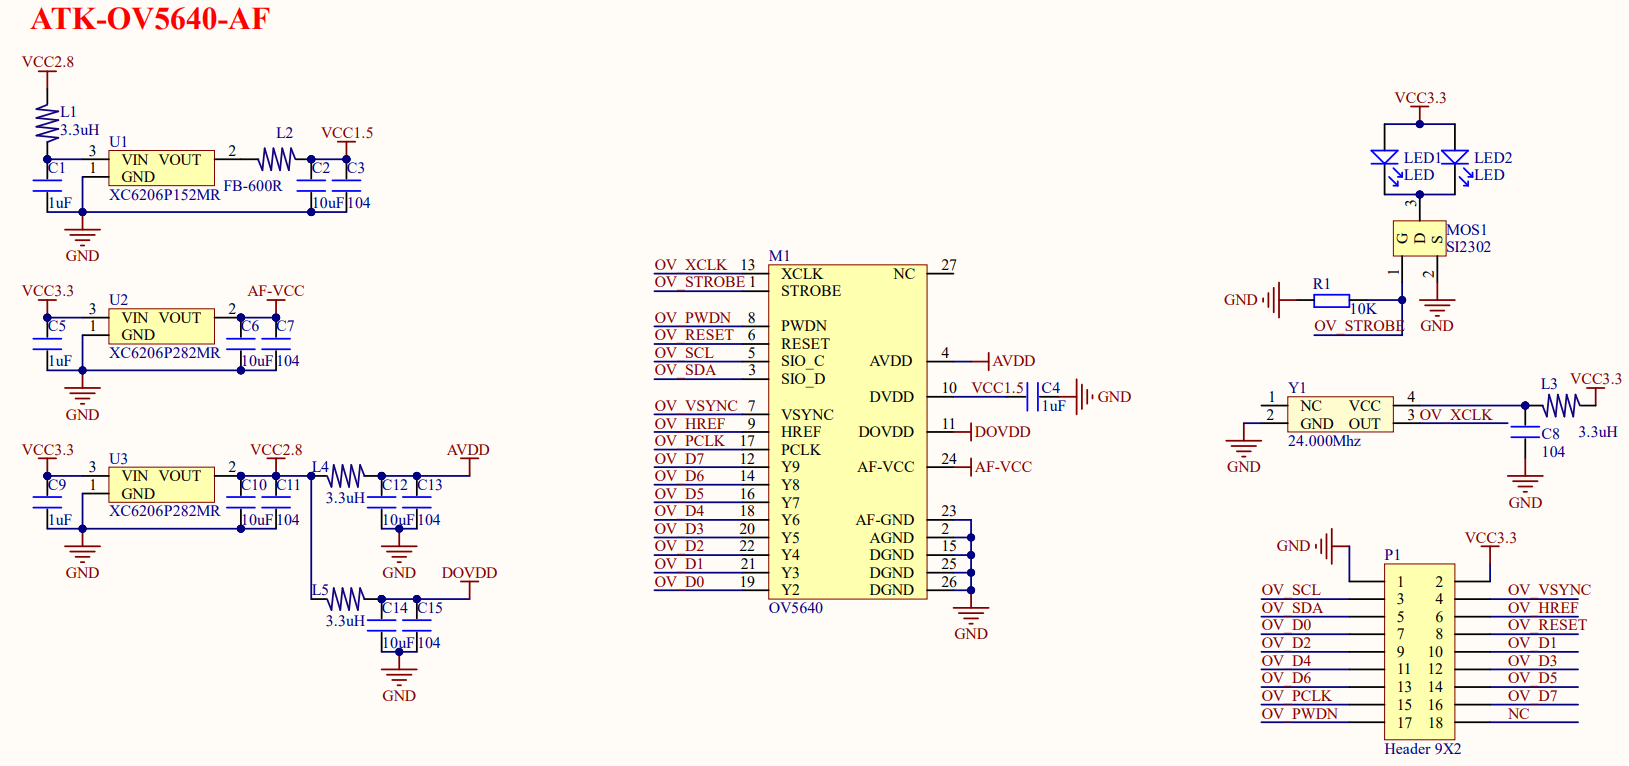 ATK-OV5640-AF
VCC2.8
L1
3.3uH
U1
3 VIN VOUT 2
1 GND
XC6206P152MR
C1
1uF
L2
FB-600R
VCC1.5
C2 C3
10uF 104
GND
VCC3.3
U2
3 VIN VOUT 2
1 GND
XC6206P282MR
C5
1uF
AF-VCC
C6 C7
10uF 104
GND
VCC3.3
U3
3 VIN VOUT 2
1 GND
XC6206P282MR
C9
1uF
VCC2.8
C10 C11
10uF 104
GND
L4
3.3uH
AVDD
C12 C13
10uF 104
GND
L5
3.3uH
DOVDD
C14 C15
10uF 104
GND
M1
OV_XCLK 13 XCLK
OV_STROBE 1 STROBE
OV_PWDN 8 PWDN
OV_RESET 6 RESET
OV_SCL 5 SIO_C
OV_SDA 3 SIO_D
OV_VSYNC 7 VSYNC
OV_HREF 9 HREF
OV_PCLK 17 PCLK
OV_D7 12 Y9
OV_D6 14 Y8
OV_D5 16 Y7
OV_D4 18 Y6
OV_D3 20 Y5
OV_D2 22 Y4
OV_D1 21 Y3
OV_D0 19 Y2
NC 27
AVDD 4 AVDD
DVDD 10 VCC1.5 C4 1uF GND
DOVDD 11 DOVDD
AF-VCC 24 AF-VCC
AF-GND 23
AGND 2
DGND 15
DGND 25
DGND 26
OV5640
GND
VCC3.3
LED1 LED2
LED LED
3
G D S
MOS1
SI2302
1 2
GND R1 10K
OV_STROBE
GND
Y1
1 NC VCC 4
2 GND OUT 3 OV_XCLK
24.000Mhz
GND
L3
3.3uH
VCC3.3
C8
104
GND
GND
VCC3.3
P1
1 2
OV_SCL 3 4 OV_VSYNC
OV_SDA 5 6 OV_HREF
OV_D0 7 8 OV_RESET
OV_D2 9 10 OV_D1
OV_D4 11 12 OV_D3
OV_D6 13 14 OV_D5
OV_PCLK 15 16 OV_D7
OV_PWDN 17 18 NC
Header 9X2